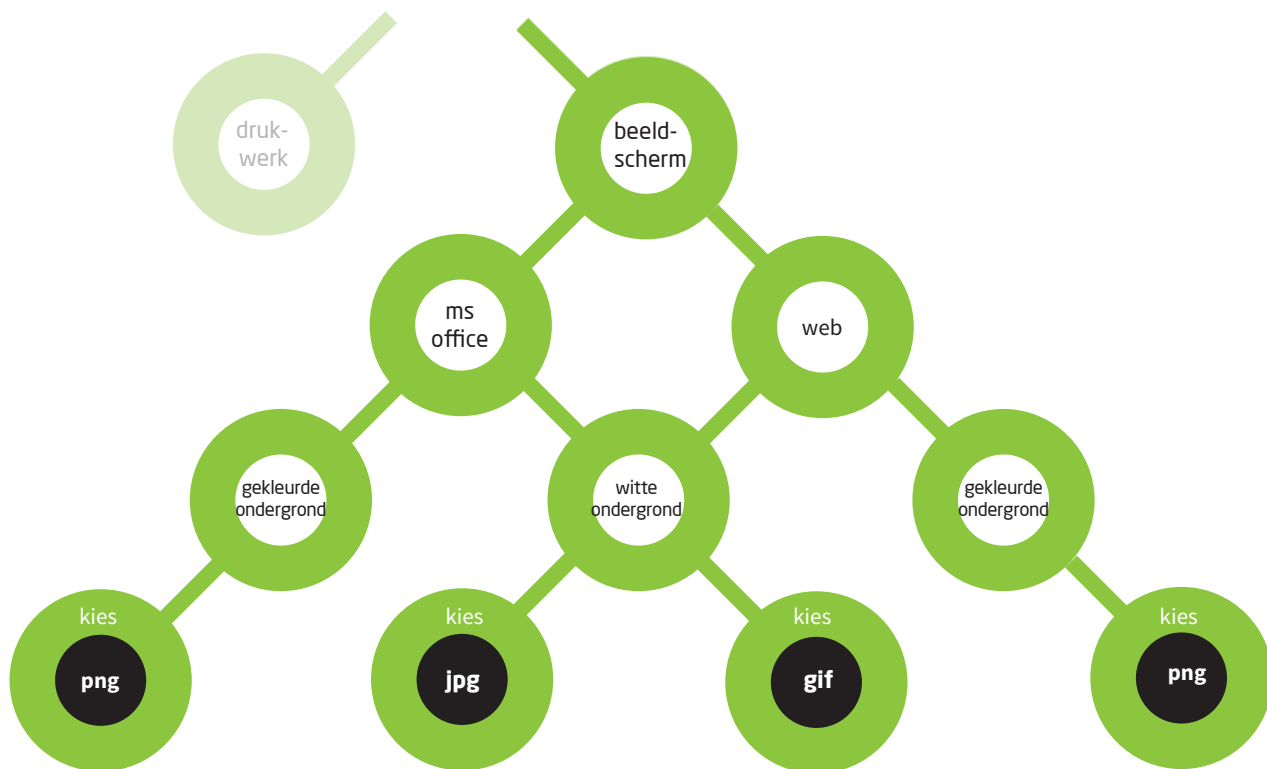 druk-
werk
beeld-
scherm
ms
office
web
gekleurde
ondergrond
witte
ondergrond
gekleurde
ondergrond
kies
png
kies
jpg
kies
gif
kies
png